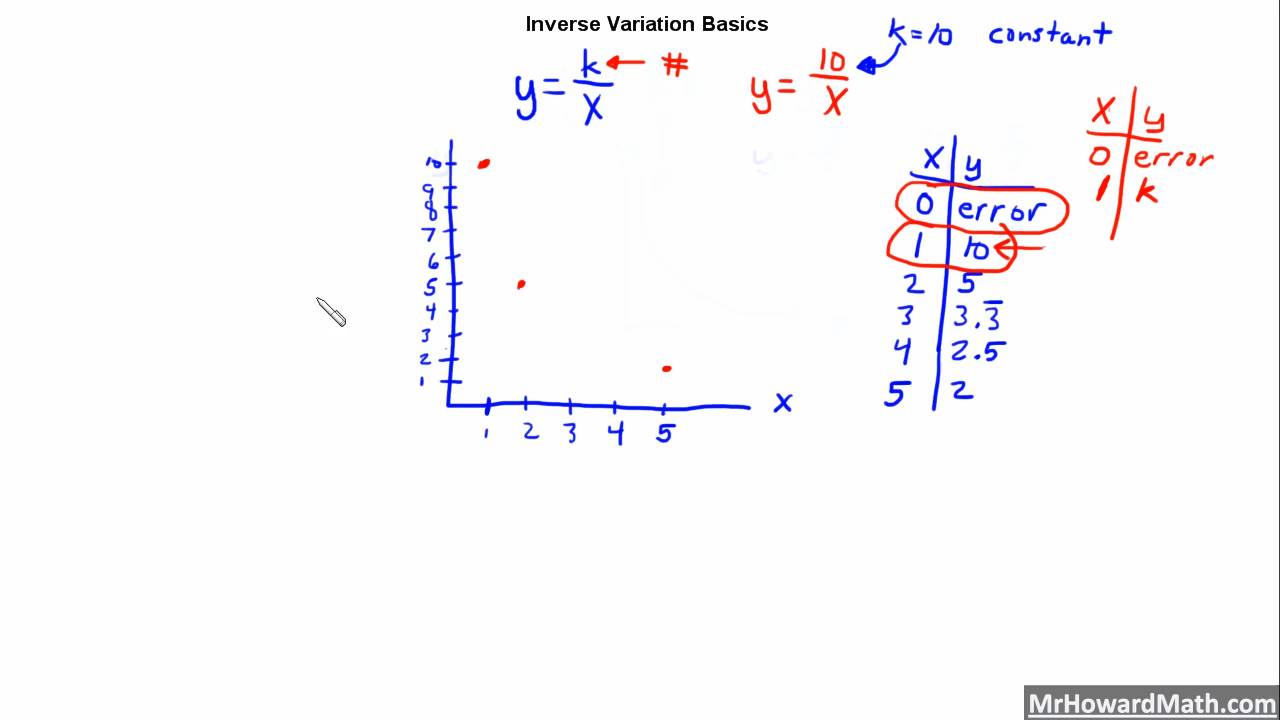 Inverse Variation Basics
k = 10 constant
y = k/x ← #
y = 10/x
x y
0 error
1 k
x y
0 error
1 10
2 5
3 3.3̅
4 2.5
5 2
10
9
8
7
6
5
4
3
2
1
x
1 2 3 4 5
MrHowardMath.com